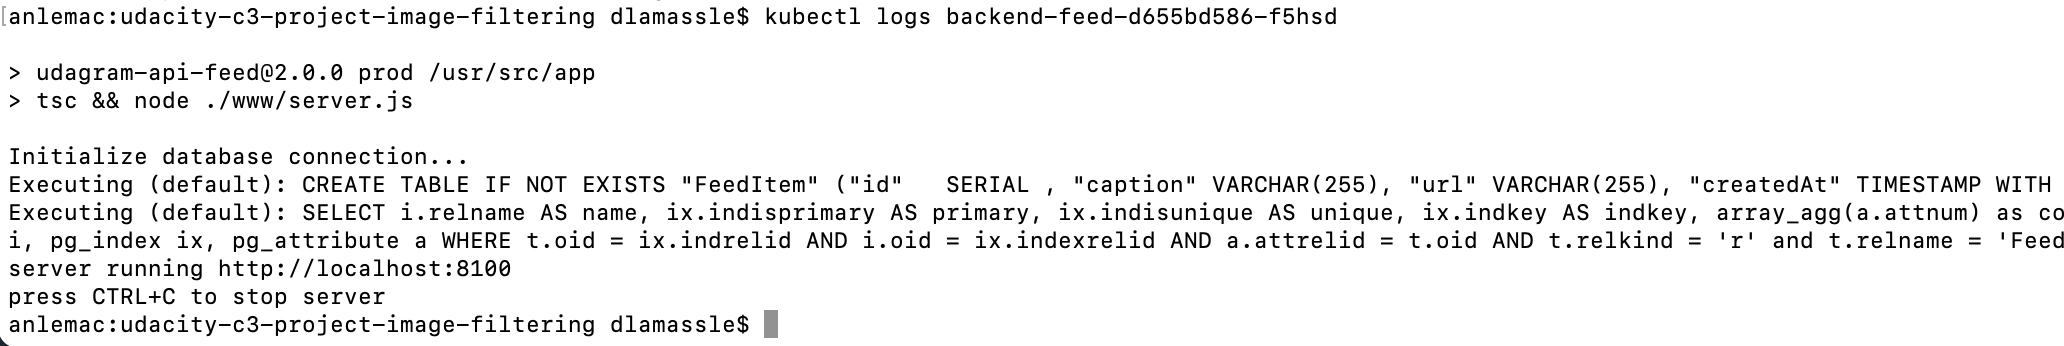 [anlemac:udacity-c3-project-image-filtering dlamassle$ kubectl logs backend-feed-d655bd586-f5hsd
> udagram-api-feed@2.0.0 prod /usr/src/app
> tsc && node ./www/server.js
Initialize database connection...
Executing (default): CREATE TABLE IF NOT EXISTS "FeedItem" ("id"   SERIAL , "caption" VARCHAR(255), "url" VARCHAR(255), "createdAt" TIMESTAMP WITH
Executing (default): SELECT i.relname AS name, ix.indisprimary AS primary, ix.indisunique AS unique, ix.indkey AS indkey, array_agg(a.attnum) as co
i, pg_index ix, pg_attribute a WHERE t.oid = ix.indrelid AND i.oid = ix.indexrelid AND a.attrelid = t.oid AND t.relkind = 'r' and t.relname = 'Feed
server running http://localhost:8100
press CTRL+C to stop server
anlemac:udacity-c3-project-image-filtering dlamassle$